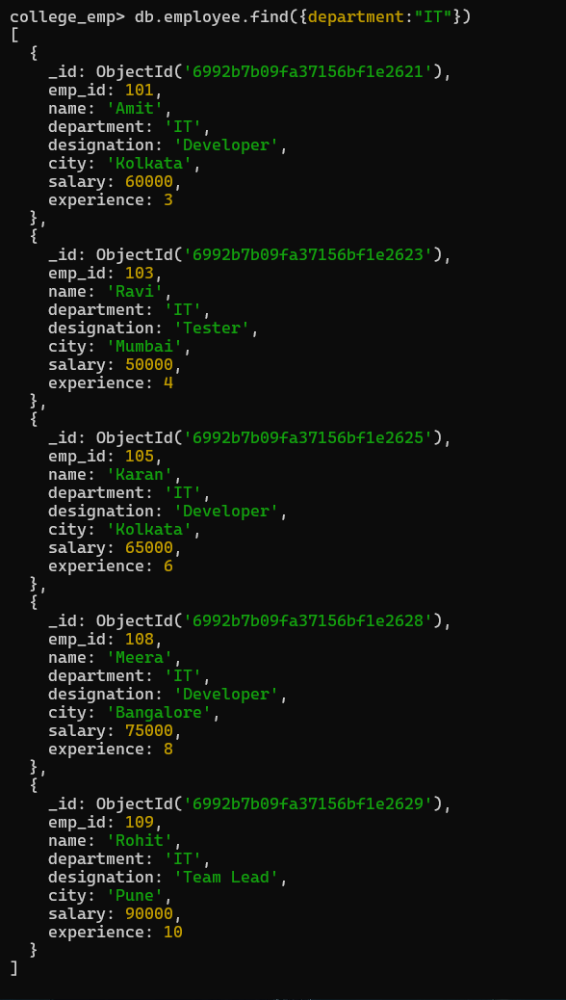 college_emp> db.employee.find({department:"IT"})
[
  {
    _id: ObjectId('6992b7b09fa37156bf1e2621'),
    emp_id: 101,
    name: 'Amit',
    department: 'IT',
    designation: 'Developer',
    city: 'Kolkata',
    salary: 60000,
    experience: 3
  },
  {
    _id: ObjectId('6992b7b09fa37156bf1e2623'),
    emp_id: 103,
    name: 'Ravi',
    department: 'IT',
    designation: 'Tester',
    city: 'Mumbai',
    salary: 50000,
    experience: 4
  },
  {
    _id: ObjectId('6992b7b09fa37156bf1e2625'),
    emp_id: 105,
    name: 'Karan',
    department: 'IT',
    designation: 'Developer',
    city: 'Kolkata',
    salary: 65000,
    experience: 6
  },
  {
    _id: ObjectId('6992b7b09fa37156bf1e2628'),
    emp_id: 108,
    name: 'Meera',
    department: 'IT',
    designation: 'Developer',
    city: 'Bangalore',
    salary: 75000,
    experience: 8
  },
  {
    _id: ObjectId('6992b7b09fa37156bf1e2629'),
    emp_id: 109,
    name: 'Rohit',
    department: 'IT',
    designation: 'Team Lead',
    city: 'Pune',
    salary: 90000,
    experience: 10
  }
]